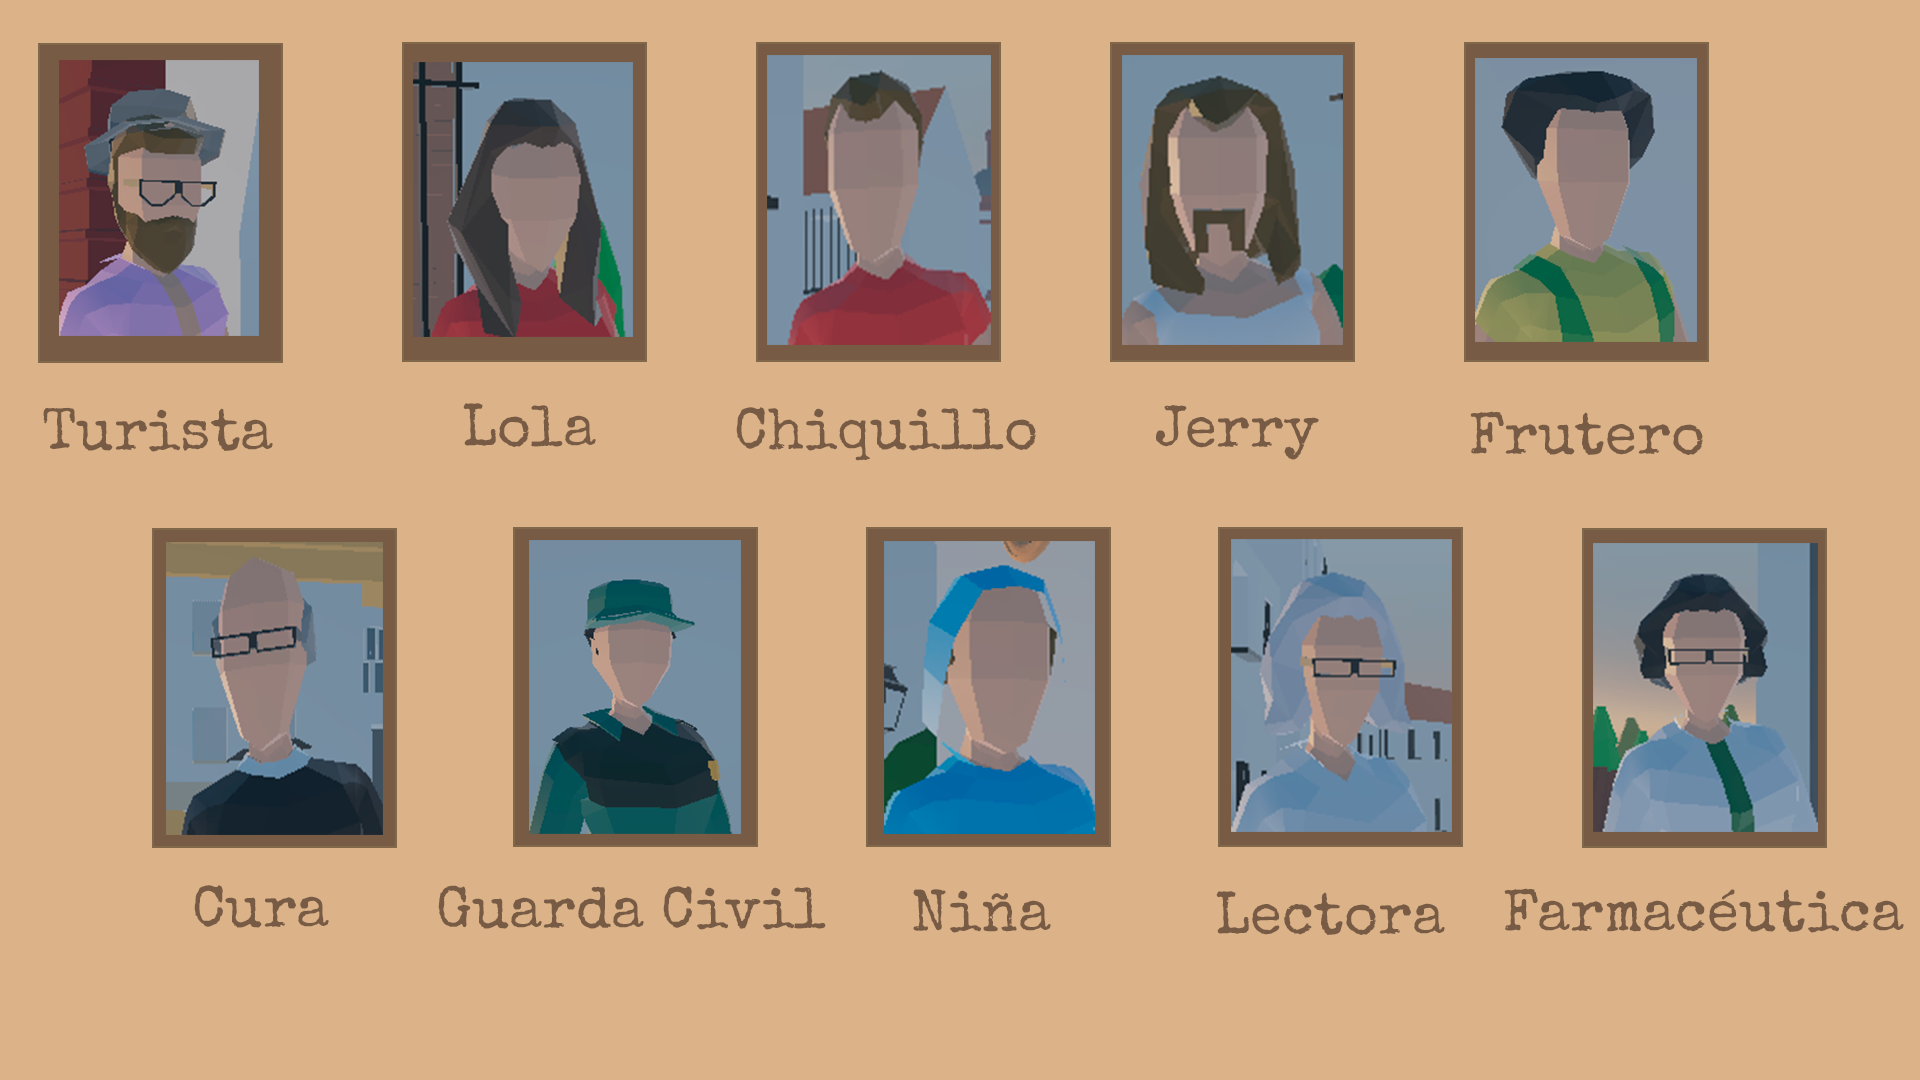 Turista
Lola
Chiquillo
Jerry
Frutero
Cura
Guarda Civil
Niña
Lectora
Farmacéutica